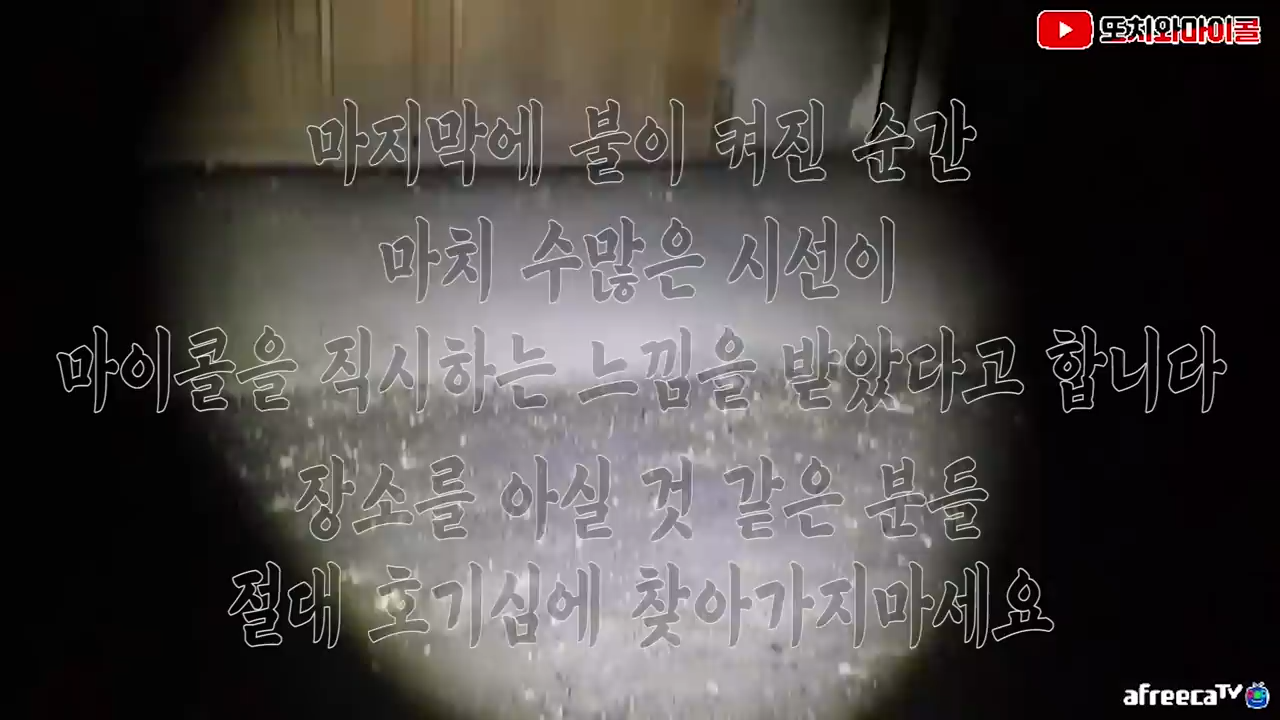 또치와마이콜
마지막에 불이 켜진 순간
마치 수많은 시선이
마이콜을 직시하는 느낌을 받았다고 합니다
장소를 아실 것 같은 분들
절대 호기심에 찾아가지마세요
afreecaTV